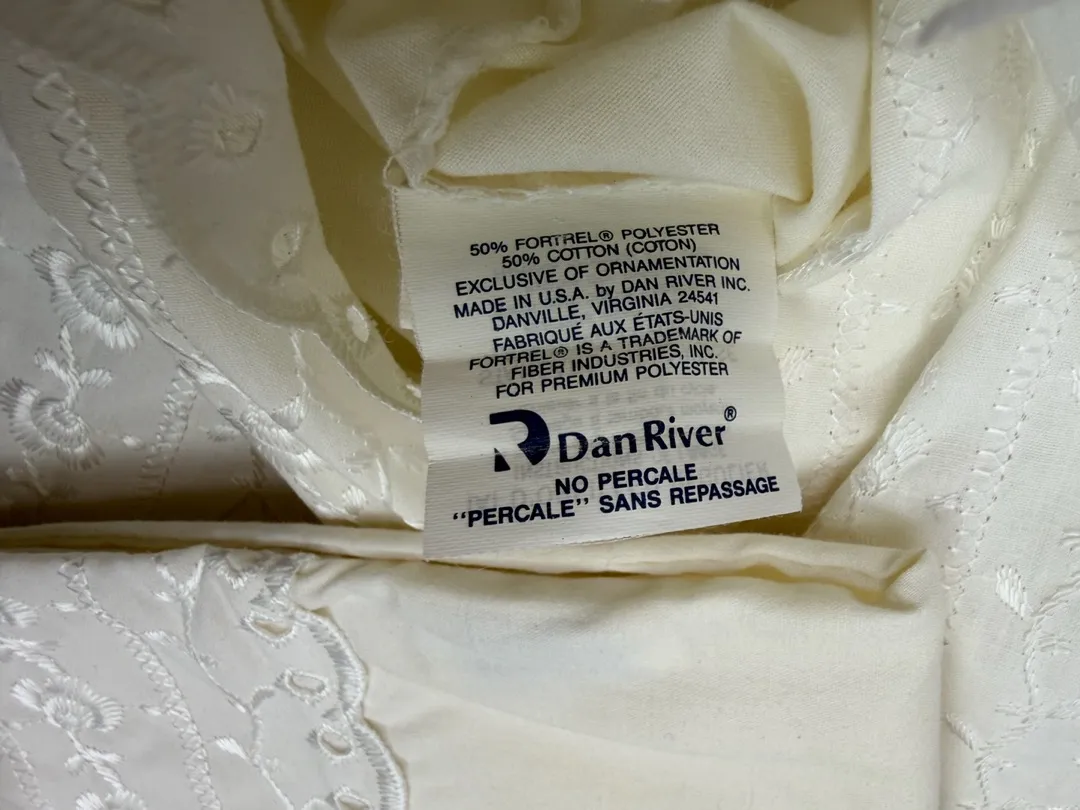 50% FORTREL® POLYESTER
50% COTTON (COTON)
EXCLUSIVE OF ORNAMENTATION
MADE IN U.S.A. by DAN RIVER INC.
DANVILLE, VIRGINIA 24541
FABRIQUÉ AUX ÉTATS-UNIS
FORTREL® IS A TRADEMARK OF
FIBER INDUSTRIES, INC.
FOR PREMIUM POLYESTER
Dan River®
NO PERCALE
“PERCALE” SANS REPASSAGE